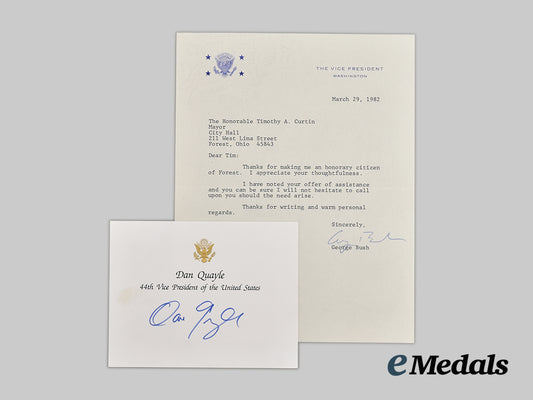 THE VICE PRESIDENT
WASHINGTON
March 29, 1982
The Honorable Timothy A. Curtin
Mayor
City Hall
211 West Lima Street
Forest, Ohio 45843
Dear Tim:
Thanks for making me an honorary citizen
of Forest. I appreciate your thoughtfulness.
I have noted your offer of assistance
and you can be sure I will not hesitate to call
upon you should the need arise.
Thanks for writing and warm personal
regards.
Sincerely,
George Bush
Dan Quayle
44th Vice President of the United States
Dan Quayle
eMedals